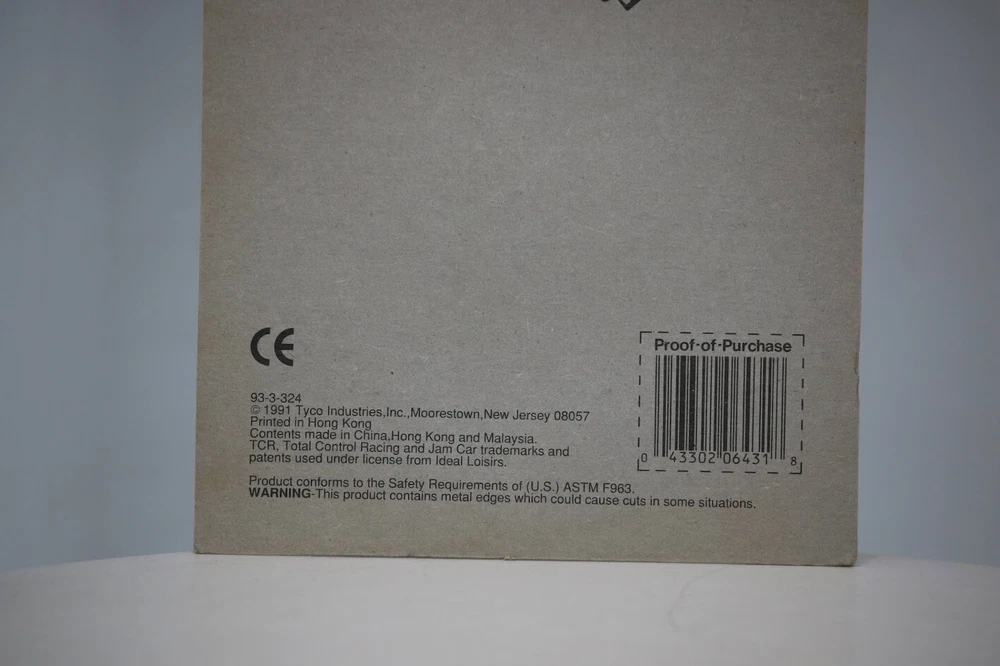 CE
93-3-324
© 1991 Tyco Industries,Inc.,Moorestown,New Jersey 08057
Printed in Hong Kong
Contents made in China,Hong Kong and Malaysia.
TCR, Total Control Racing and Jam Car trademarks and
patents used under license from Ideal Loisirs.
Product conforms to the Safety Requirements of (U.S.) ASTM F963.
WARNING-This product contains metal edges which could cause cuts in some situations.
Proof-of-Purchase
0 43302 06431 8